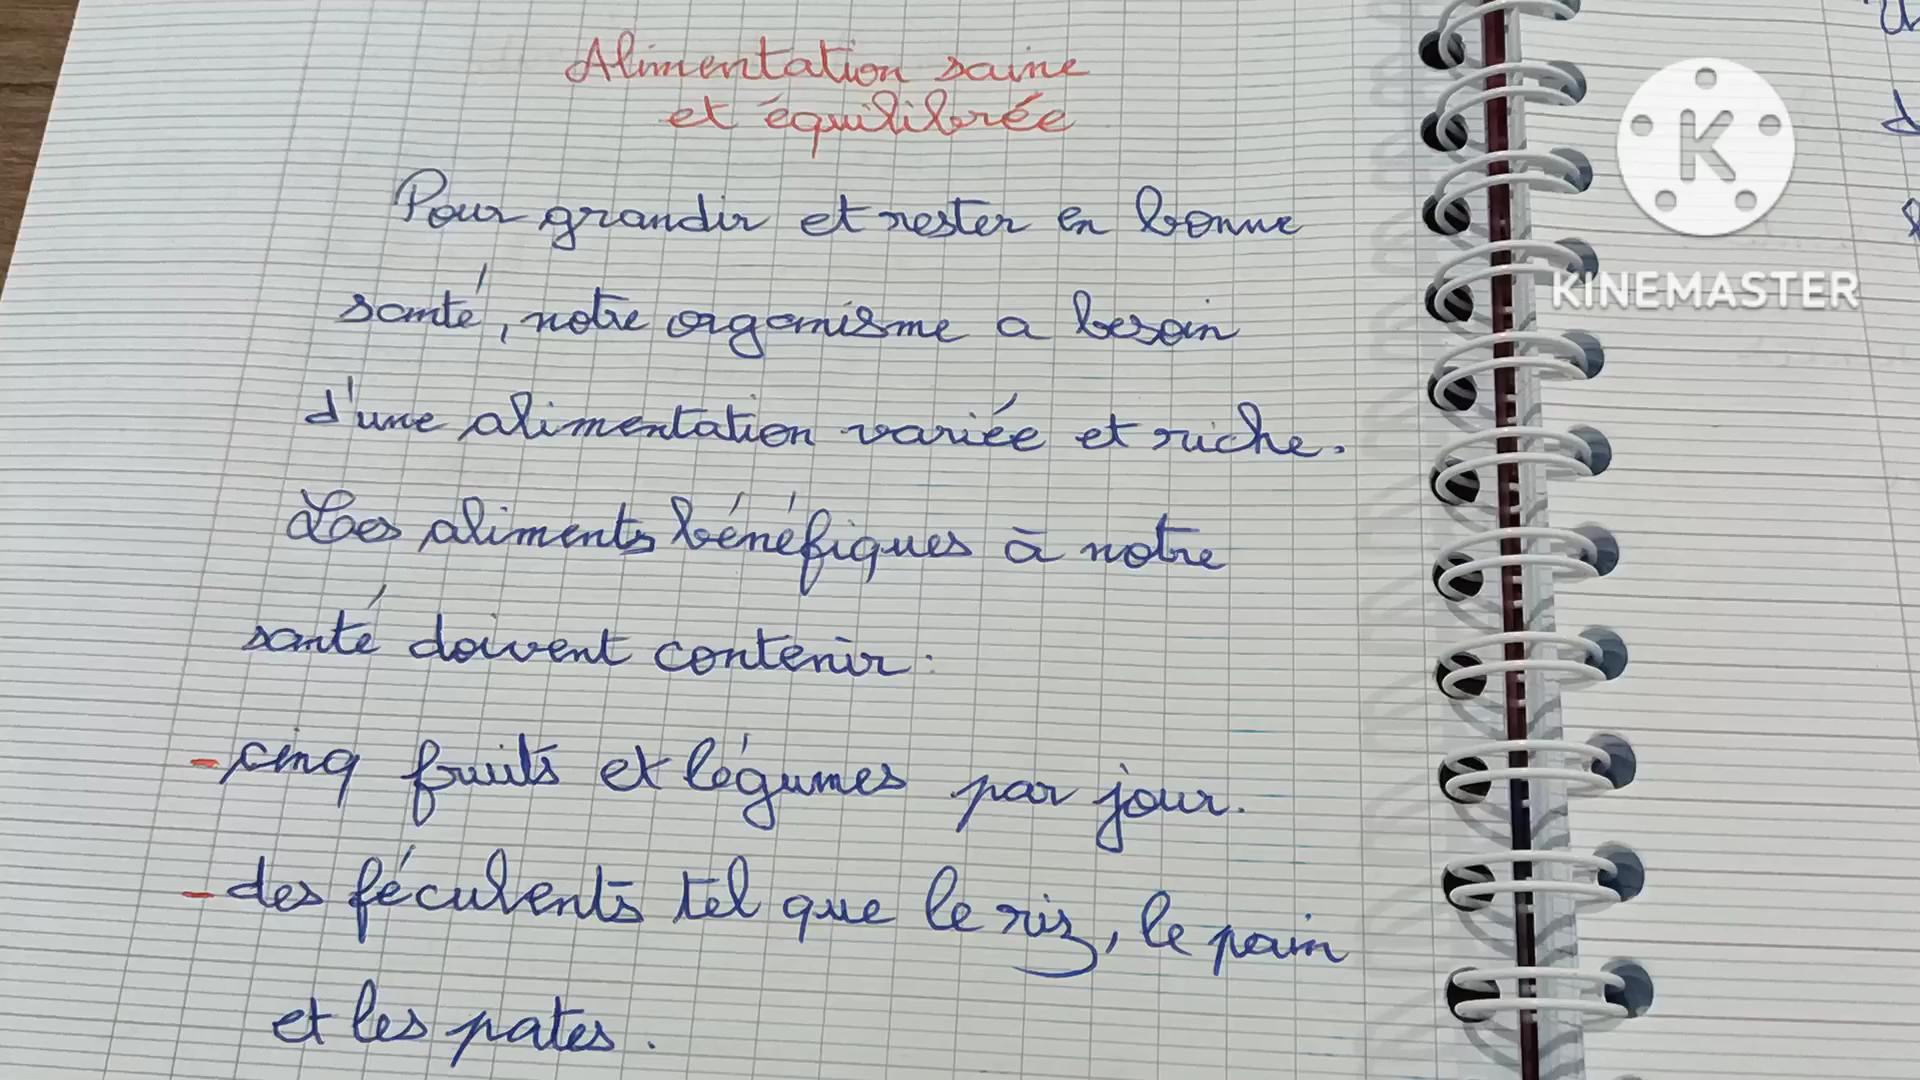 Alimentation saine
et équilibrée
Pour grandir et rester en bonne
santé, notre organisme a besoin
d'une alimentation variée et riche.
Les aliments bénéfiques à notre
santé doivent contenir:
- cinq fruits et légumes par jour.
- des féculents tel que le riz, le pain
et les pates.
K
KINEMASTER